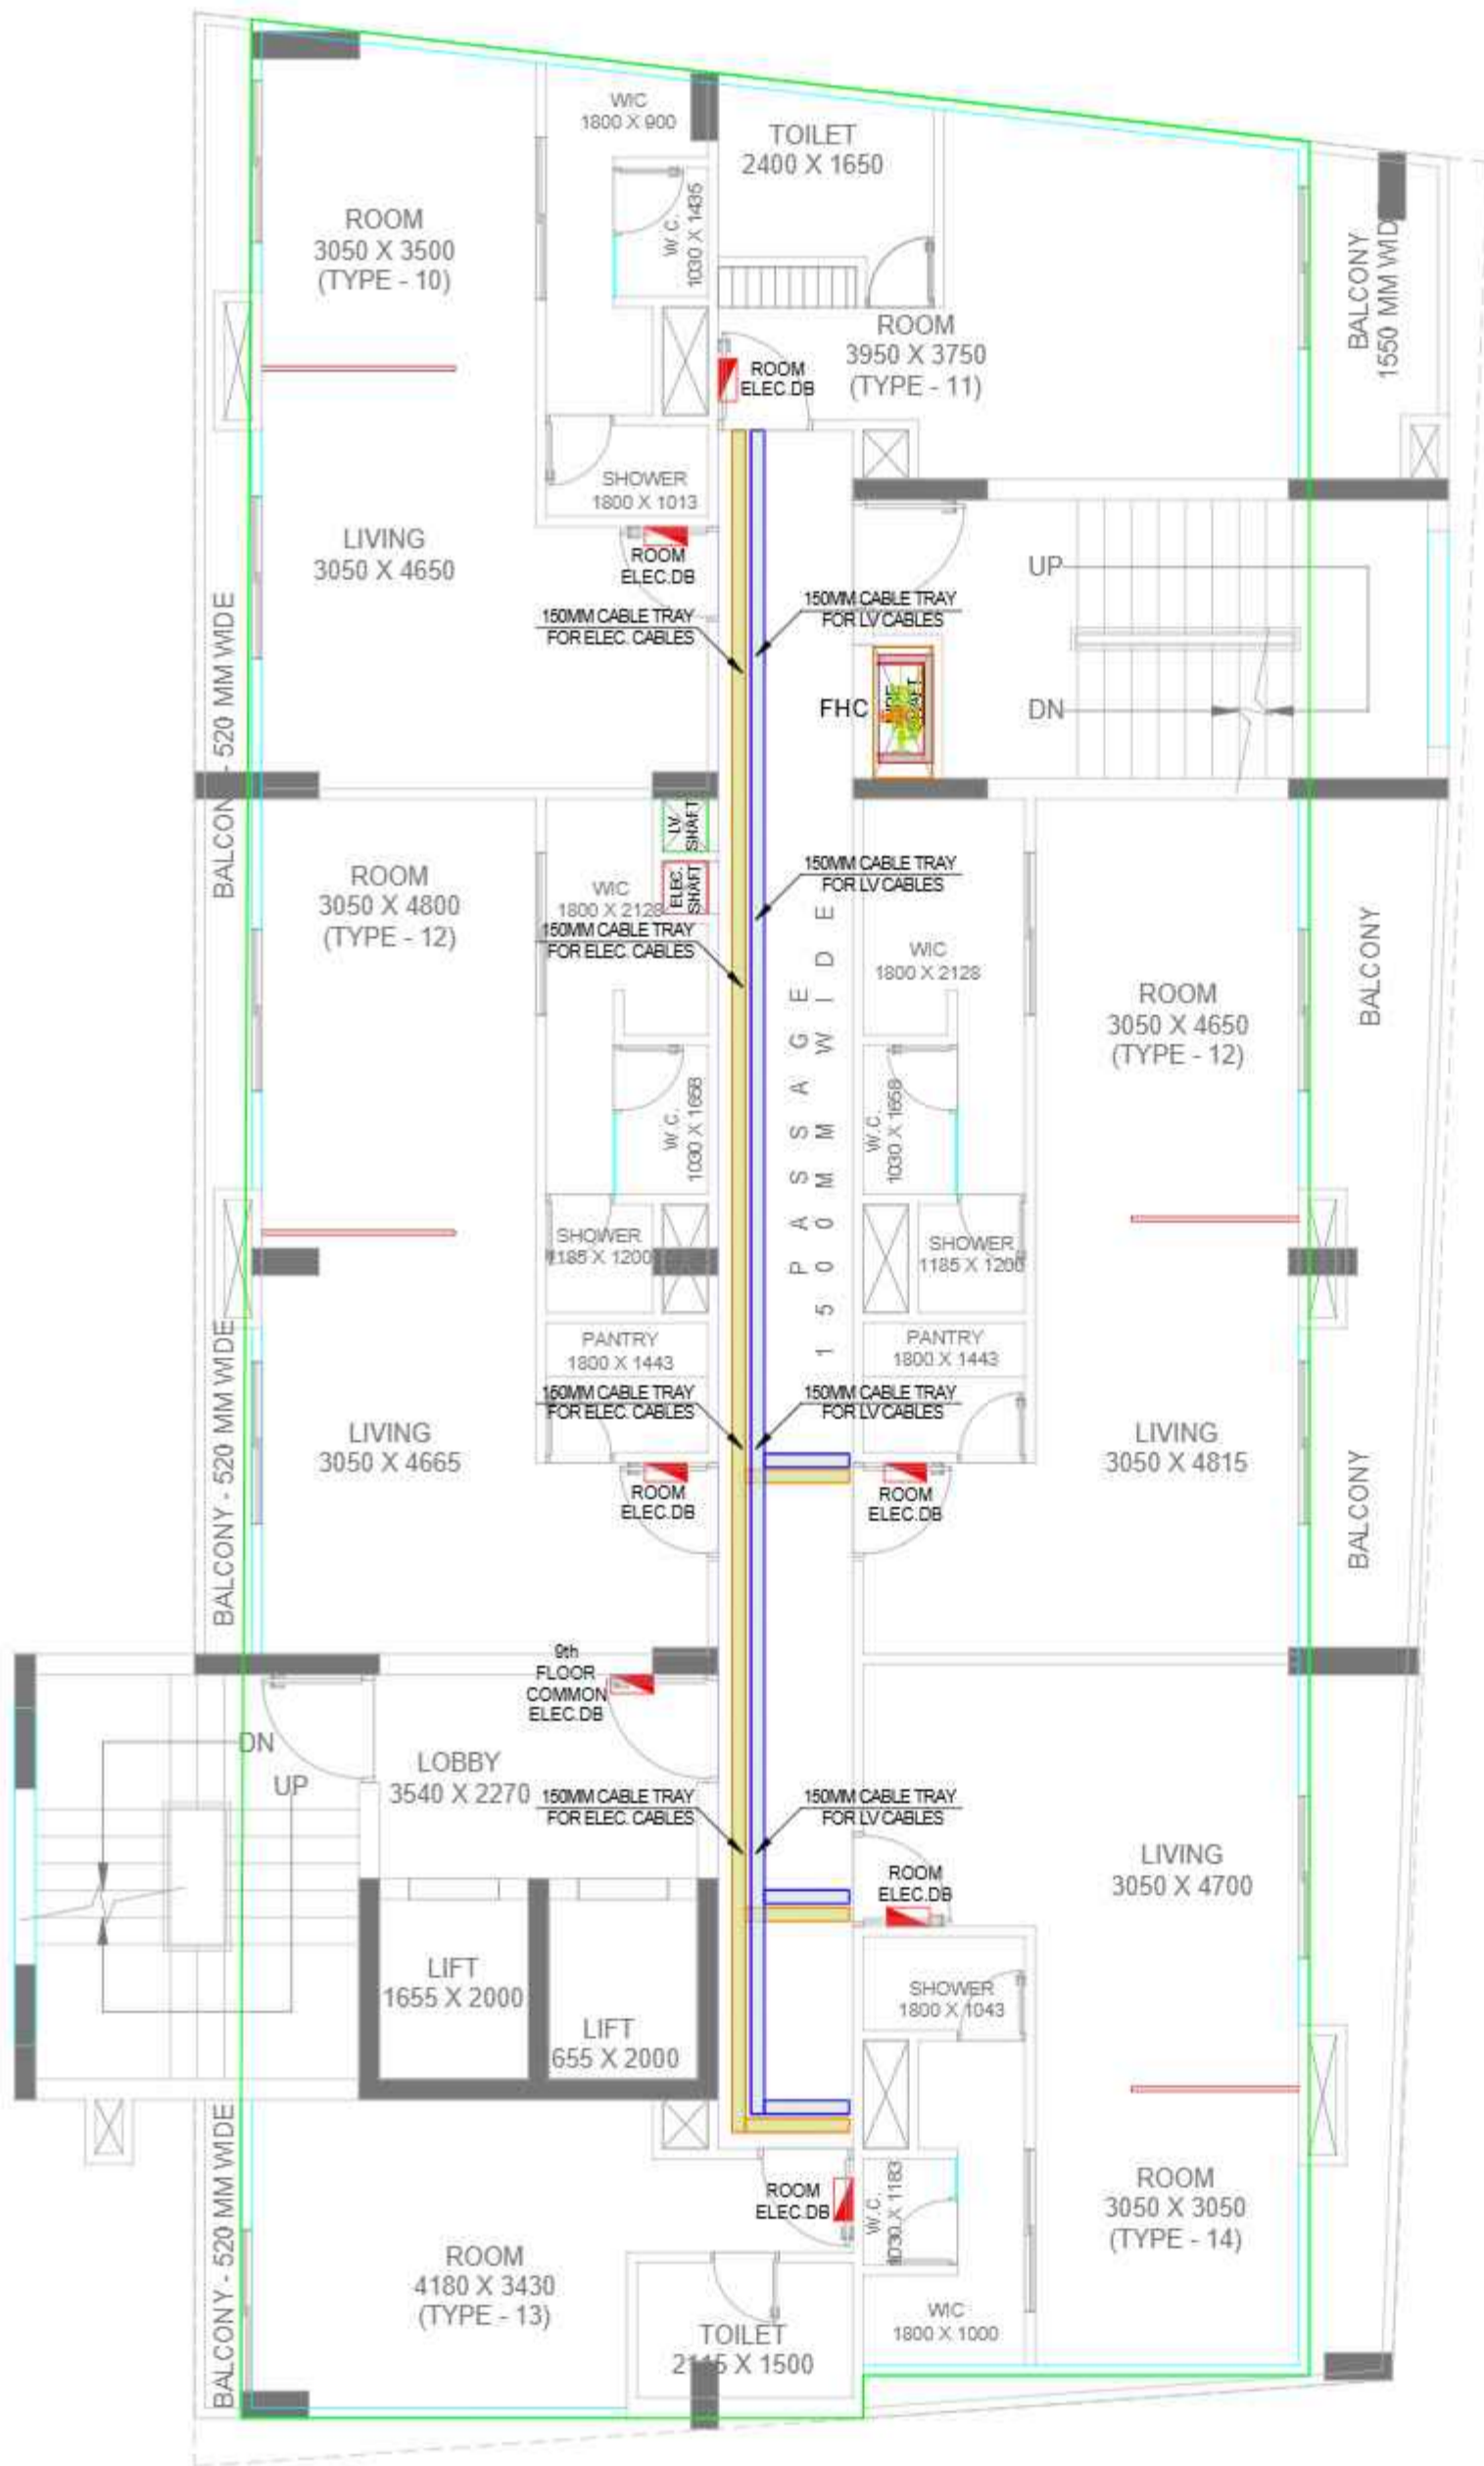 WIC
1800 X 900
TOILET
2400 X 1650
ROOM
3050 X 3500
(TYPE - 10)
W.C.
1030 X 1435
BALCONY
1550 MM WID
ROOM
3950 X 3750
(TYPE - 11)
ROOM
ELEC.DB
SHOWER
1800 X 1013
LIVING
3050 X 4650
ROOM
ELEC.DB
UP
150MM CABLE TRAY
FOR ELEC. CABLES
150MM CABLE TRAY
FOR LV CABLES
BALCON - 520 MM WIDE
FHC
DN
LV
SHAFT
ELEC.
SHAFT
ROOM
3050 X 4800
(TYPE - 12)
WIC
1800 X 2128
150MM CABLE TRAY
FOR LV CABLES
150MM CABLE TRAY
FOR ELEC. CABLES
PASSAGE
1500MM WIDE
WIC
1800 X 2128
ROOM
3050 X 4650
(TYPE - 12)
BALCONY
W.C.
1030 X 1658
W.C.
1030 X 1658
SHOWER
1185 X 1200
SHOWER
1185 X 1200
PANTRY
1800 X 1443
PANTRY
1800 X 1443
150MM CABLE TRAY
FOR ELEC. CABLES
150MM CABLE TRAY
FOR LV CABLES
BALCONY - 520 MM WIDE
LIVING
3050 X 4665
LIVING
3050 X 4815
ROOM
ELEC.DB
ROOM
ELEC.DB
BALCONY
9th
FLOOR
COMMON
ELEC.DB
DN
UP
LOBBY
3540 X 2270
150MM CABLE TRAY
FOR ELEC. CABLES
150MM CABLE TRAY
FOR LV CABLES
ROOM
ELEC.DB
LIVING
3050 X 4700
LIFT
1655 X 2000
LIFT
655 X 2000
SHOWER
1800 X 1043
BALCONY - 520 MM WIDE
ROOM
ELEC.DB
W.C.
1030 X 1183
ROOM
3050 X 3050
(TYPE - 14)
ROOM
4180 X 3430
(TYPE - 13)
WIC
1800 X 1000
TOILET
2115 X 1500